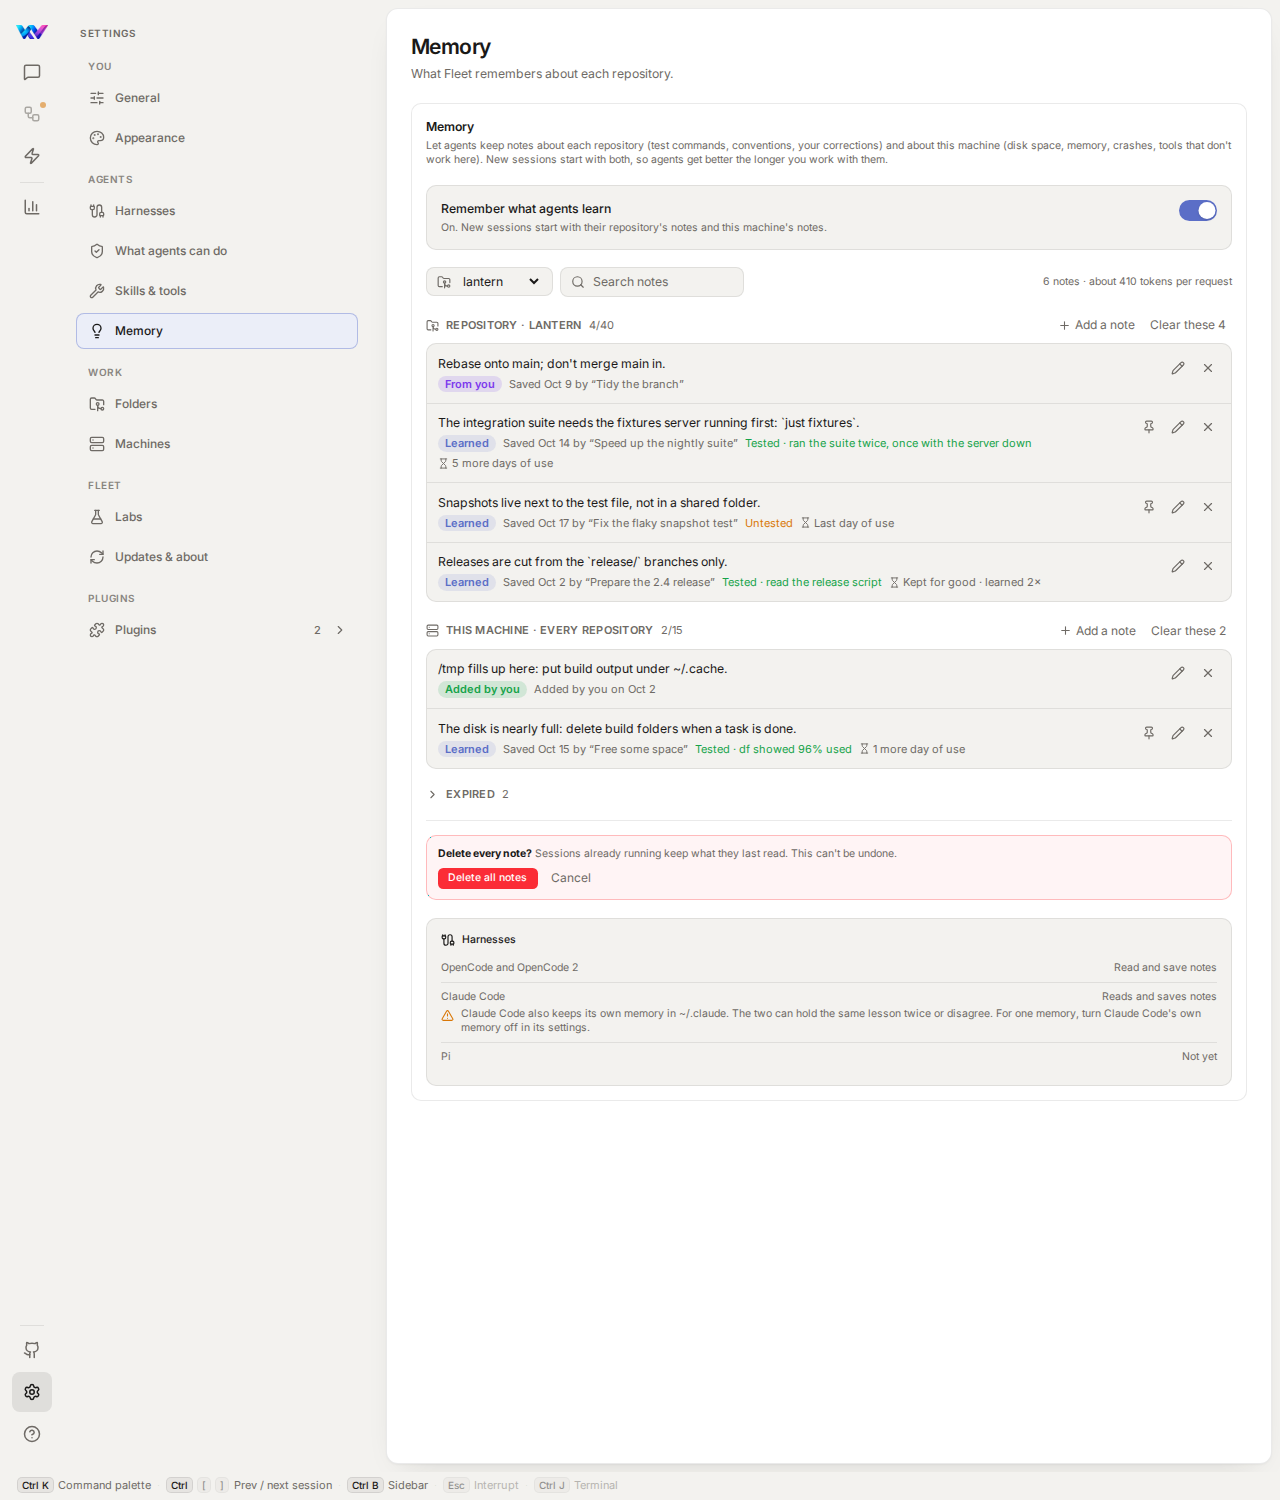 SETTINGS
YOU
General
Appearance
AGENTS
Harnesses
What agents can do
Skills & tools
Memory
WORK
Folders
Machines
FLEET
Labs
Updates & about
PLUGINS
Plugins 2
Memory
What Fleet remembers about each repository.
Memory
Let agents keep notes about each repository (test commands, conventions, your corrections) and about this machine (disk space, memory, crashes, tools that don't
work here). New sessions start with both, so agents get better the longer you work with them.
Remember what agents learn
On. New sessions start with their repository's notes and this machine's notes.
lantern
Search notes
6 notes · about 410 tokens per request
REPOSITORY · LANTERN 4/40
Add a note
Clear these 4
Rebase onto main; don't merge main in.
From you Saved Oct 9 by “Tidy the branch”
The integration suite needs the fixtures server running first: `just fixtures`.
Learned Saved Oct 14 by “Speed up the nightly suite” Tested · ran the suite twice, once with the server down
5 more days of use
Snapshots live next to the test file, not in a shared folder.
Learned Saved Oct 17 by “Fix the flaky snapshot test” Untested Last day of use
Releases are cut from the `release/` branches only.
Learned Saved Oct 2 by “Prepare the 2.4 release” Tested · read the release script Kept for good · learned 2×
THIS MACHINE · EVERY REPOSITORY 2/15
Add a note
Clear these 2
/tmp fills up here: put build output under ~/.cache.
Added by you Added by you on Oct 2
The disk is nearly full: delete build folders when a task is done.
Learned Saved Oct 15 by “Free some space” Tested · df showed 96% used 1 more day of use
EXPIRED 2
Delete every note? Sessions already running keep what they last read. This can't be undone.
Delete all notes
Cancel
Harnesses
OpenCode and OpenCode 2 Read and save notes
Claude Code Reads and saves notes
Claude Code also keeps its own memory in ~/.claude. The two can hold the same lesson twice or disagree. For one memory, turn Claude Code's own
memory off in its settings.
Pi Not yet
Ctrl K Command palette Ctrl [ ] Prev / next session Ctrl B Sidebar Esc Interrupt Ctrl J Terminal